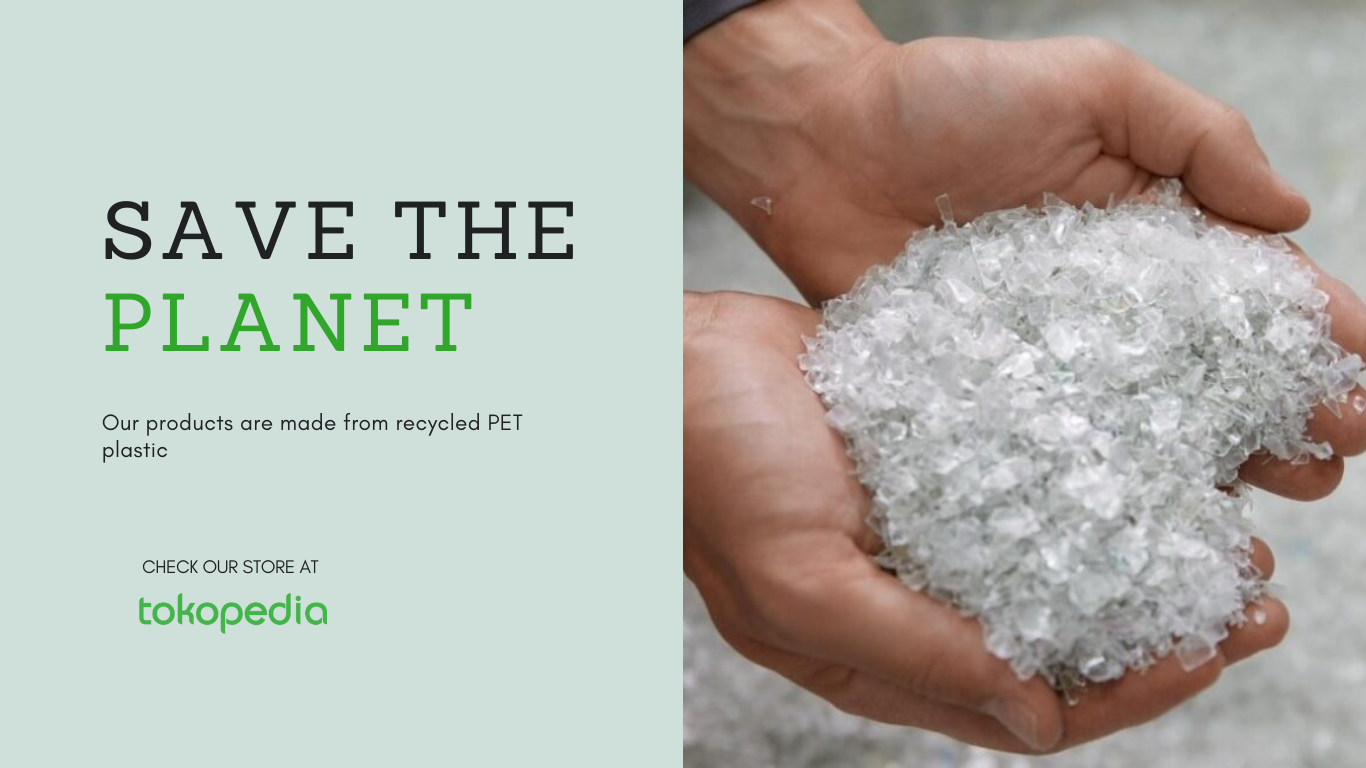 SAVE THE
PLANET
Our products are made from recycled PET
plastic
CHECK OUR STORE AT
tokopedia